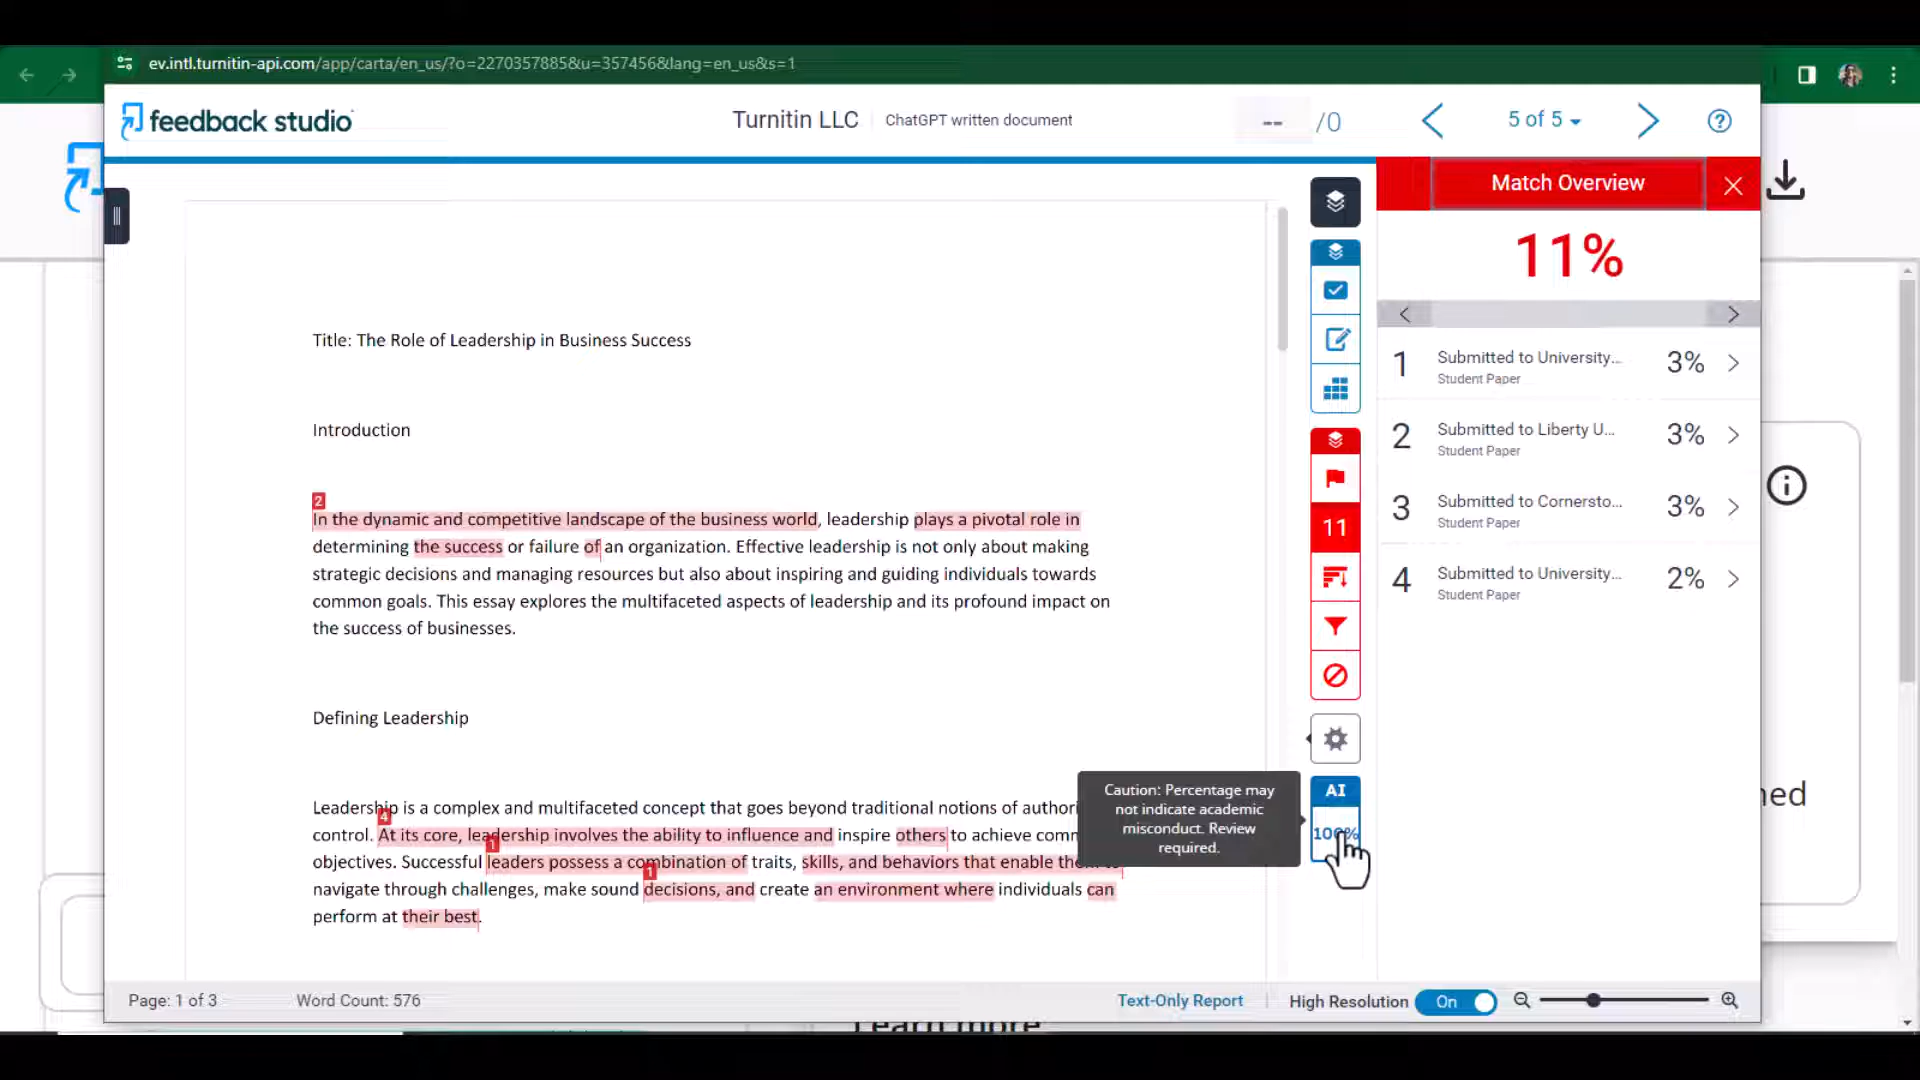 ev.intl.turnitin-api.com/app/carta/en_us/?o=2270357885&u=357456&lang=en_us&s=1
feedback studio
Turnitin LLC
ChatGPT written document
-- /0
5 of 5
Match Overview
11%
1 Submitted to University... 3%
Student Paper
2 Submitted to Liberty U... 3%
Student Paper
3 Submitted to Cornersto... 3%
Student Paper
4 Submitted to University... 2%
Student Paper
Title: The Role of Leadership in Business Success
Introduction
2
In the dynamic and competitive landscape of the business world, leadership plays a pivotal role in
determining the success or failure of an organization. Effective leadership is not only about making
strategic decisions and managing resources but also about inspiring and guiding individuals towards
common goals. This essay explores the multifaceted aspects of leadership and its profound impact on
the success of businesses.
Defining Leadership
Leadership is a complex and multifaceted concept that goes beyond traditional notions of authori
4
control. At its core, leadership involves the ability to influence and inspire others to achieve comm
1
objectives. Successful leaders possess a combination of traits, skills, and behaviors that enable
1
navigate through challenges, make sound decisions, and create an environment where individuals can
perform at their best.
11
Caution: Percentage may
not indicate academic
misconduct. Review
required.
AI
100%
Page: 1 of 3
Word Count: 576
Text-Only Report
High Resolution
On